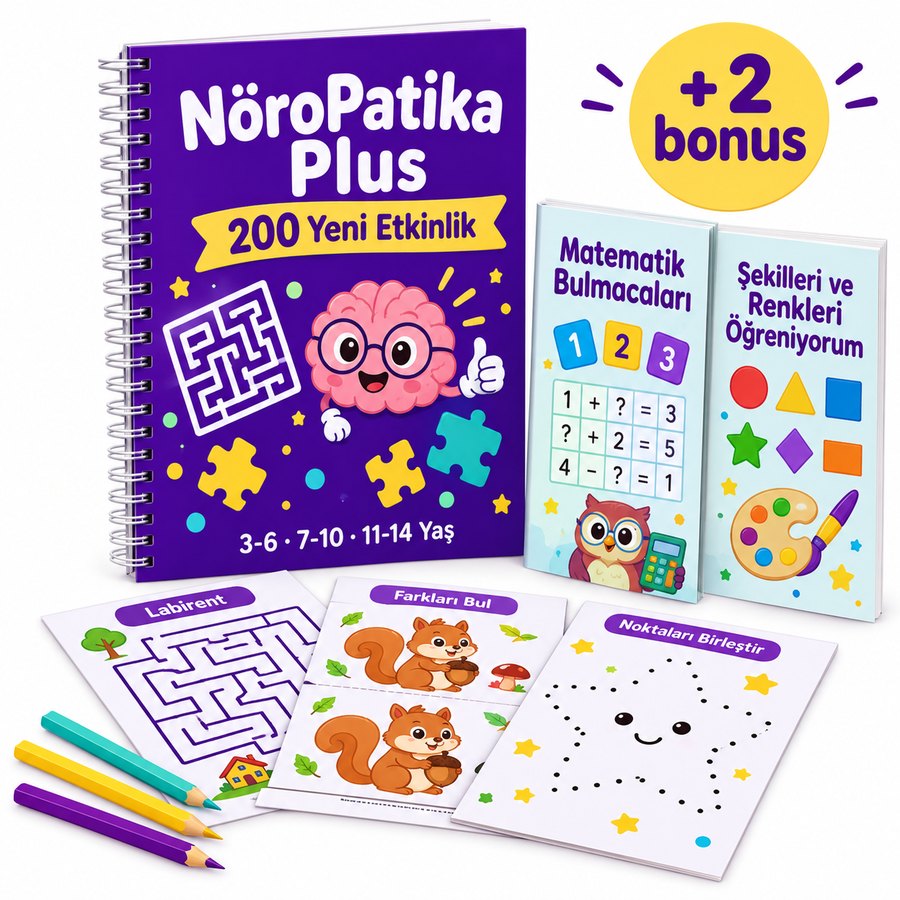 NöroPatika
Plus
200 Yeni Etkinlik
3-6 · 7-10 · 11-14 Yaş
+2
bonus
Matematik
Bulmacaları
1 2 3
1 + ? = 3
? + 2 = 5
4 - ? = 1
Şekilleri ve
Renkleri
Öğreniyorum
Labirent
Farkları Bul
Noktaları Birleştir